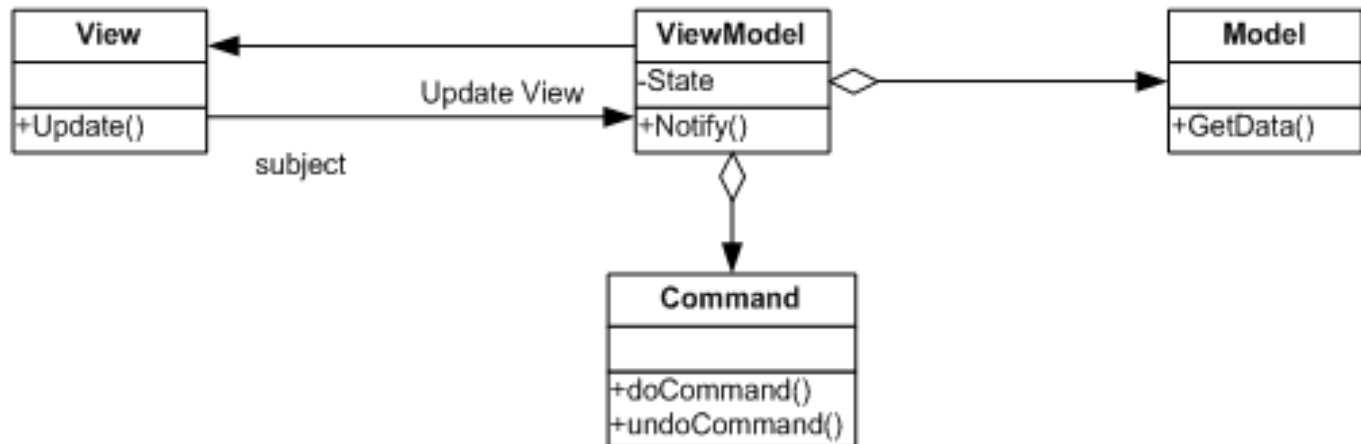 View
+Update()
Update View
subject
ViewModel
-State
+Notify()
Model
+GetData()
Command
+doCommand()
+undoCommand()